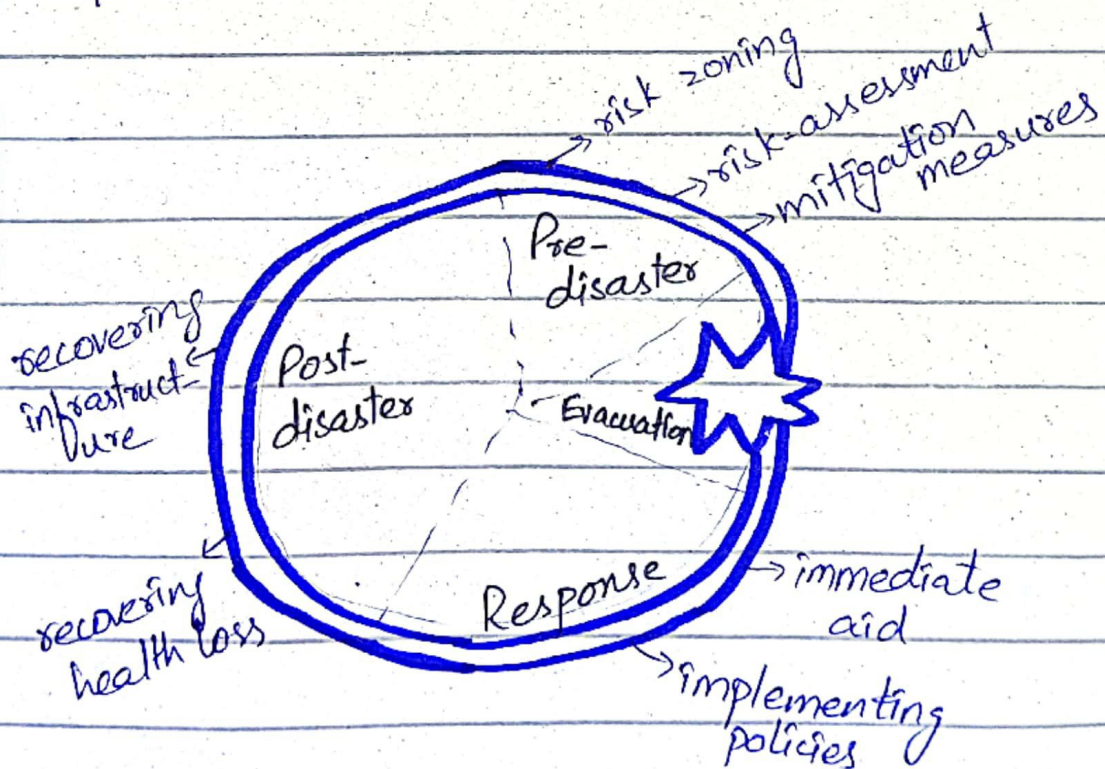 risk zoning
risk-assessment
mitigation
measures
Pre-
disaster
Evacuation
Response
immediate
aid
implementing
policies
Post-
disaster
recovering
infrastruct-
ure
recovering
health loss